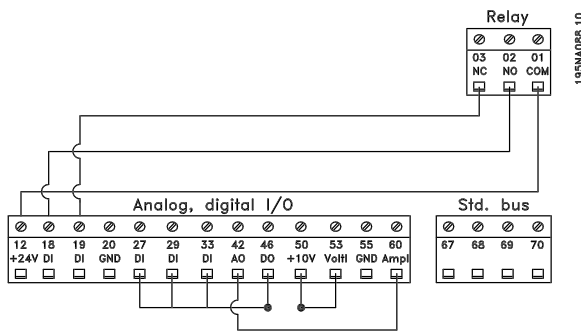 Relay
03 02 01
NC NO COM
195NA088.10
Analog, digital I/O
12 18 19 20 27 29 33 42 46 50 53 55 60
+24V DI DI GND DI DI DI AO DO +10V VoltI GND AmpI
Std. bus
67 68 69 70